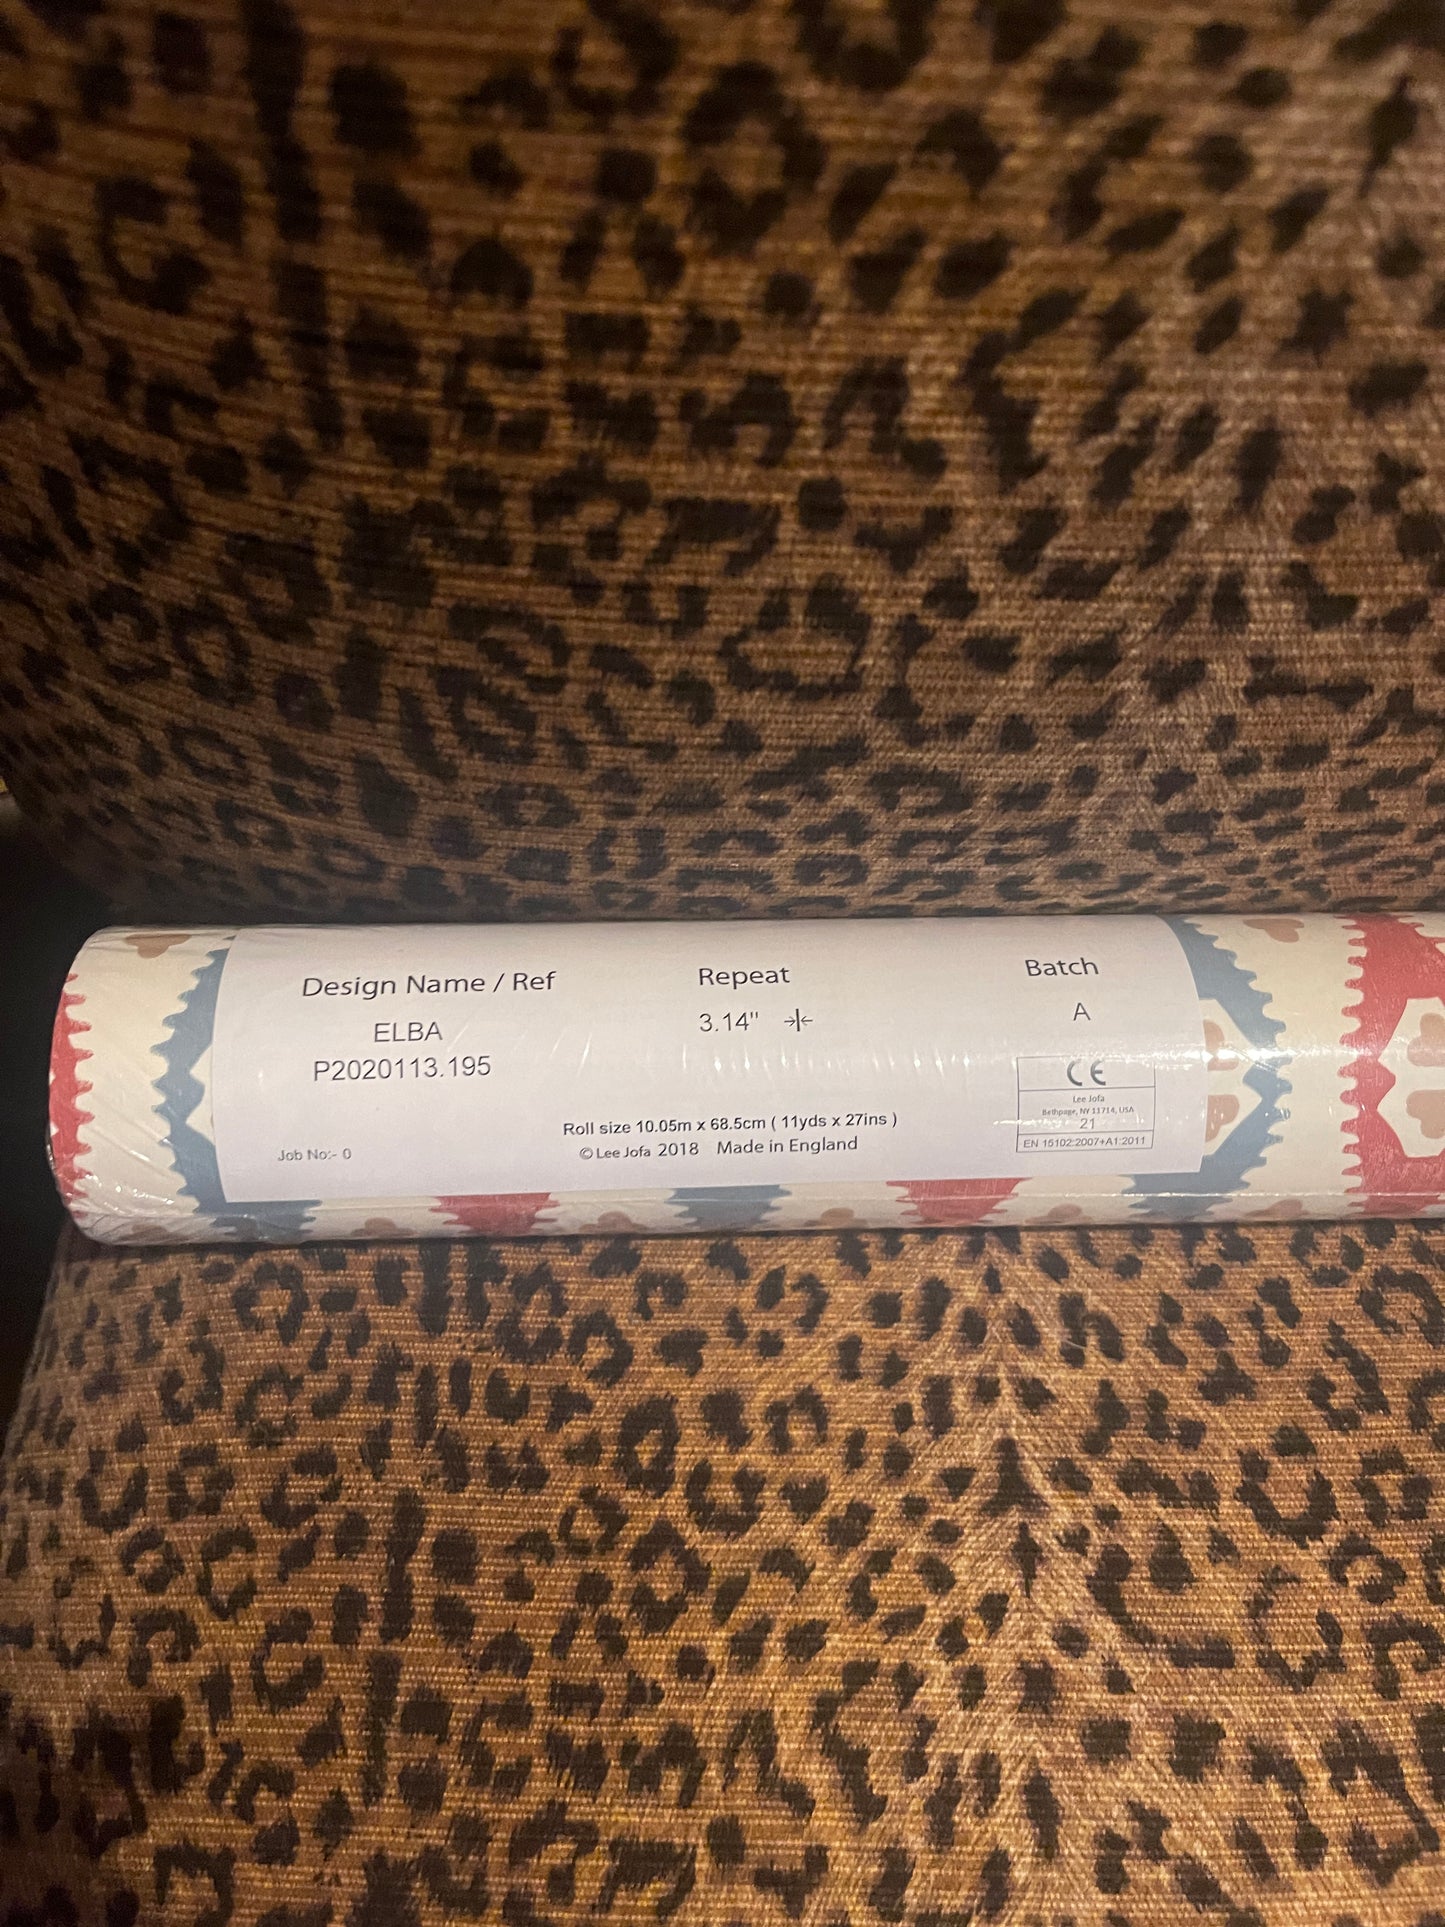 Design Name / Ref
ELBA
P2020113.195
Repeat
3.14"
Batch
A
CE
Lee Jofa
Bethpage, NY 11714, USA
21
EN 15102:2007+A1:2011
Roll size 10.05m x 68.5cm ( 11yds x 27ins )
© Lee Jofa 2018 Made in England
Job No:- 0